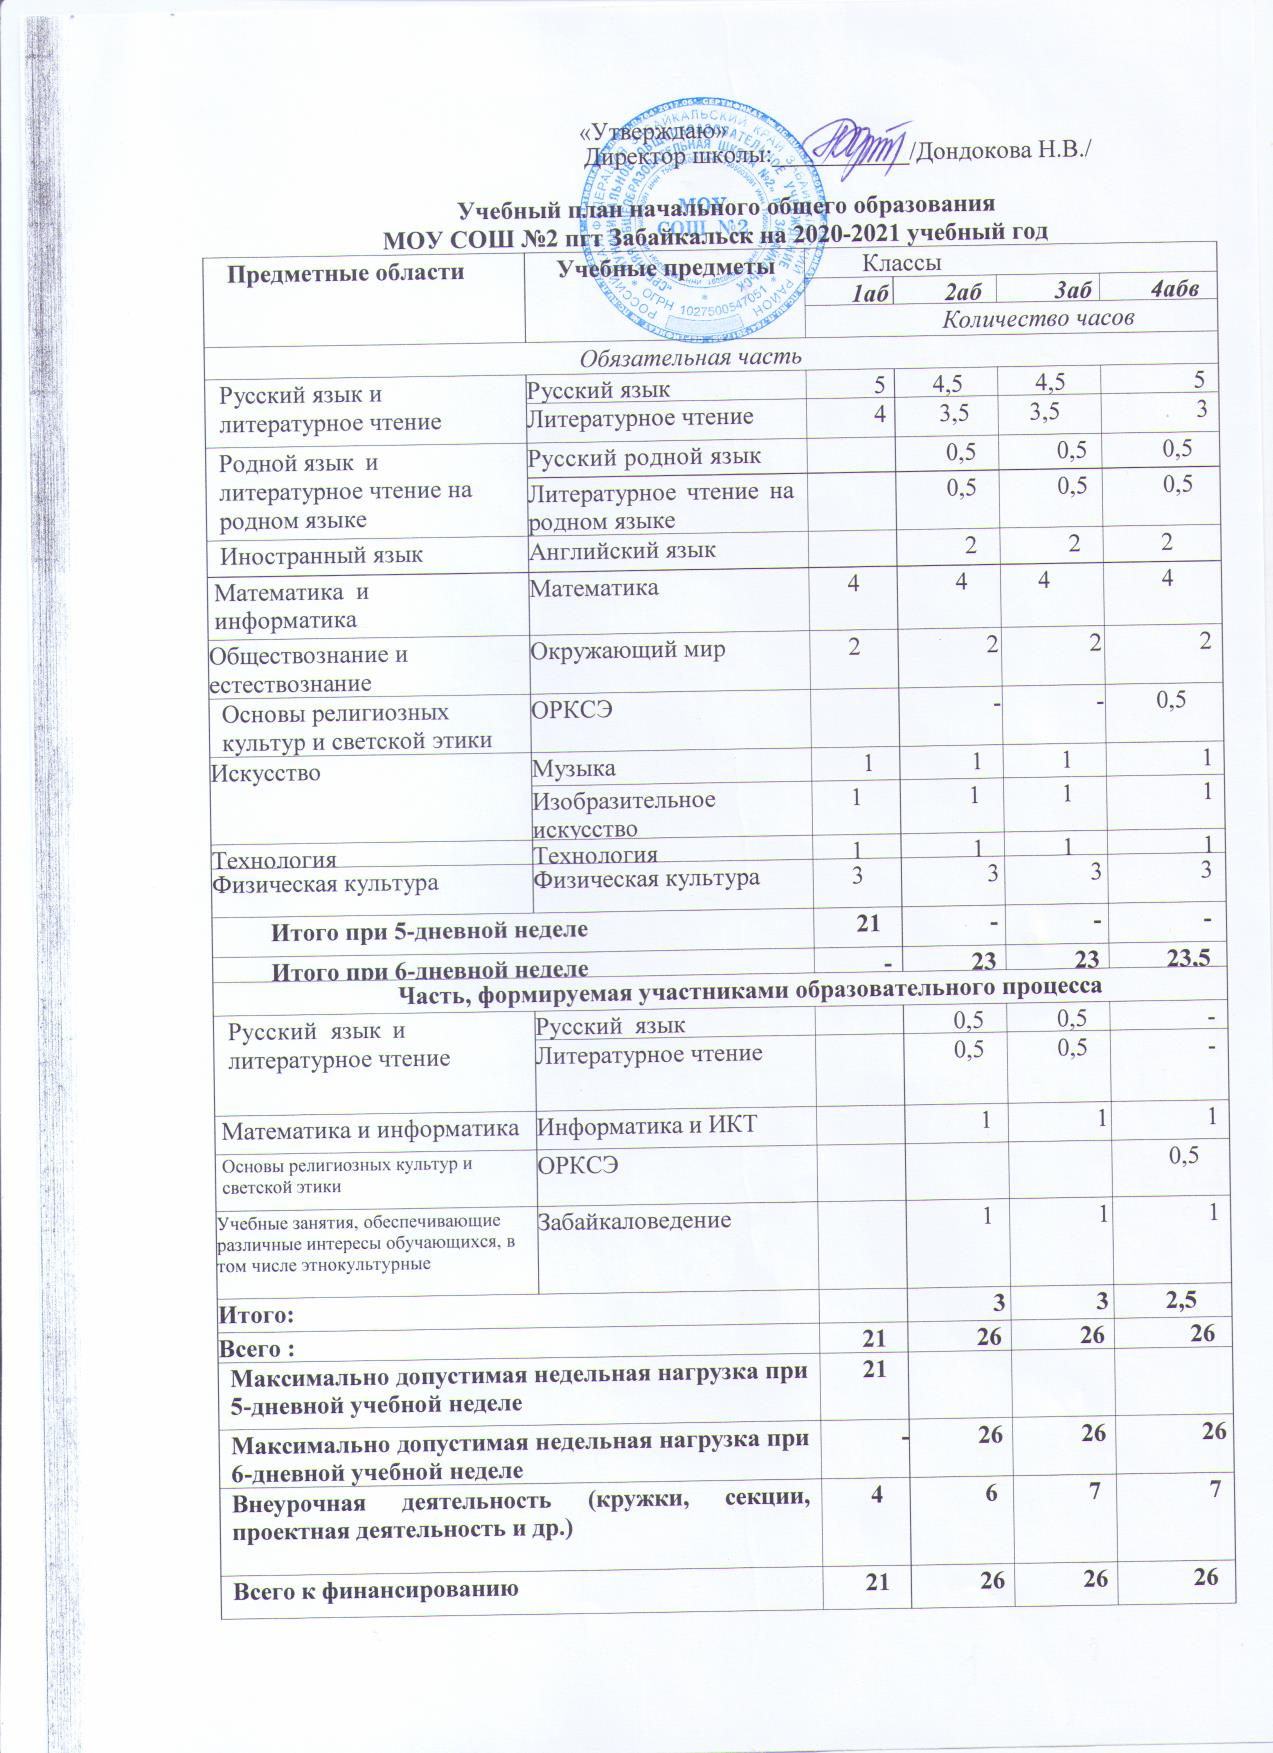 «Утверждаю»
Директор школы:____________/Дондокова Н.В./
Учебный план начального общего образования
МОУ СОШ №2 пгт Забайкальск на 2020-2021 учебный год
МОУ
СОШ №2
* ОГРН 1027500547051 *
Предметные области Учебные предметы Классы
1аб 2аб 3аб 4абв
Количество часов
Обязательная часть
Русский язык и литературное чтение Русский язык 5 4,5 4,5 5
Литературное чтение 4 3,5 3,5 3
Родной язык и литературное чтение на родном языке Русский родной язык 0,5 0,5 0,5
Литературное чтение на родном языке 0,5 0,5 0,5
Иностранный язык Английский язык 2 2 2
Математика и информатика Математика 4 4 4 4
Обществознание и естествознание Окружающий мир 2 2 2 2
Основы религиозных культур и светской этики ОРКСЭ - - 0,5
Искусство Музыка 1 1 1 1
Изобразительное искусство 1 1 1 1
Технология Технология 1 1 1 1
Физическая культура Физическая культура 3 3 3 3
Итого при 5-дневной неделе 21 - - -
Итого при 6-дневной неделе - 23 23 23,5
Часть, формируемая участниками образовательного процесса
Русский язык и литературное чтение Русский язык 0,5 0,5 -
Литературное чтение 0,5 0,5 -
Математика и информатика Информатика и ИКТ 1 1 1
Основы религиозных культур и светской этики ОРКСЭ 0,5
Учебные занятия, обеспечивающие различные интересы обучающихся, в том числе этнокультурные Забайкаловедение 1 1 1
Итого: 3 3 2,5
Всего : 21 26 26 26
Максимально допустимая недельная нагрузка при 5-дневной учебной неделе 21
Максимально допустимая недельная нагрузка при 6-дневной учебной неделе - 26 26 26
Внеурочная деятельность (кружки, секции, проектная деятельность и др.) 4 6 7 7
Всего к финансированию 21 26 26 26